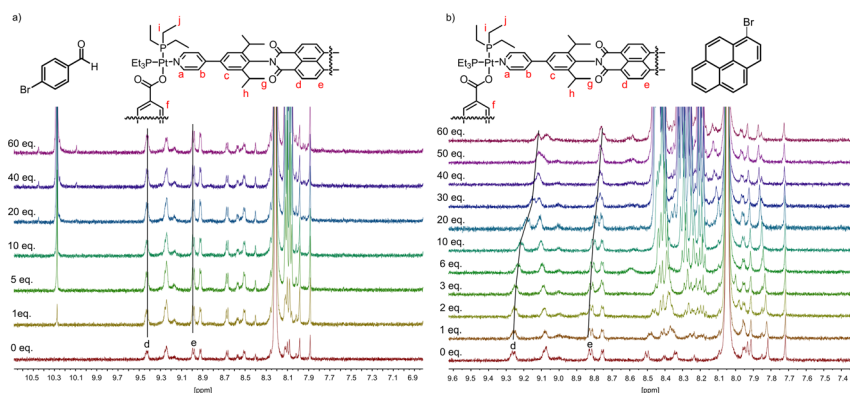 a)
O
H
Br
i
j
P
Et₃P Pt N
O
O
a
b
c
g
h
O
N
O
d
e
f
60 eq.
40 eq.
20 eq.
10 eq.
5 eq.
1eq.
0 eq.
d
e
10.5 10.3 10.1 9.9 9.7 9.5 9.3 9.1 8.9 8.7 8.5 8.3 8.1 7.9 7.7 7.5 7.3 7.1 6.9
[ppm]
b)
i
j
P
Et₃P Pt N
O
O
a
b
c
g
h
O
N
O
d
e
f
Br
60 eq.
50 eq.
40 eq.
30 eq.
20 eq.
10 eq.
6 eq.
3 eq.
2 eq.
1 eq.
0 eq.
d
e
9.6 9.5 9.4 9.3 9.2 9.1 9.0 8.9 8.8 8.7 8.6 8.5 8.4 8.3 8.2 8.1 8.0 7.9 7.8 7.7 7.6 7.5 7.4
[ppm]